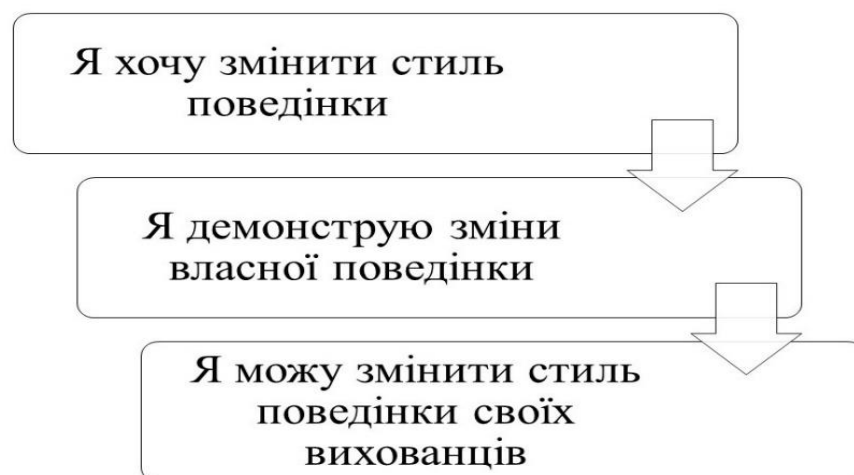 Я хочу змінити стиль
поведінки
Я демонструю зміни
власної поведінки
Я можу змінити стиль
поведінки своїх
вихованців